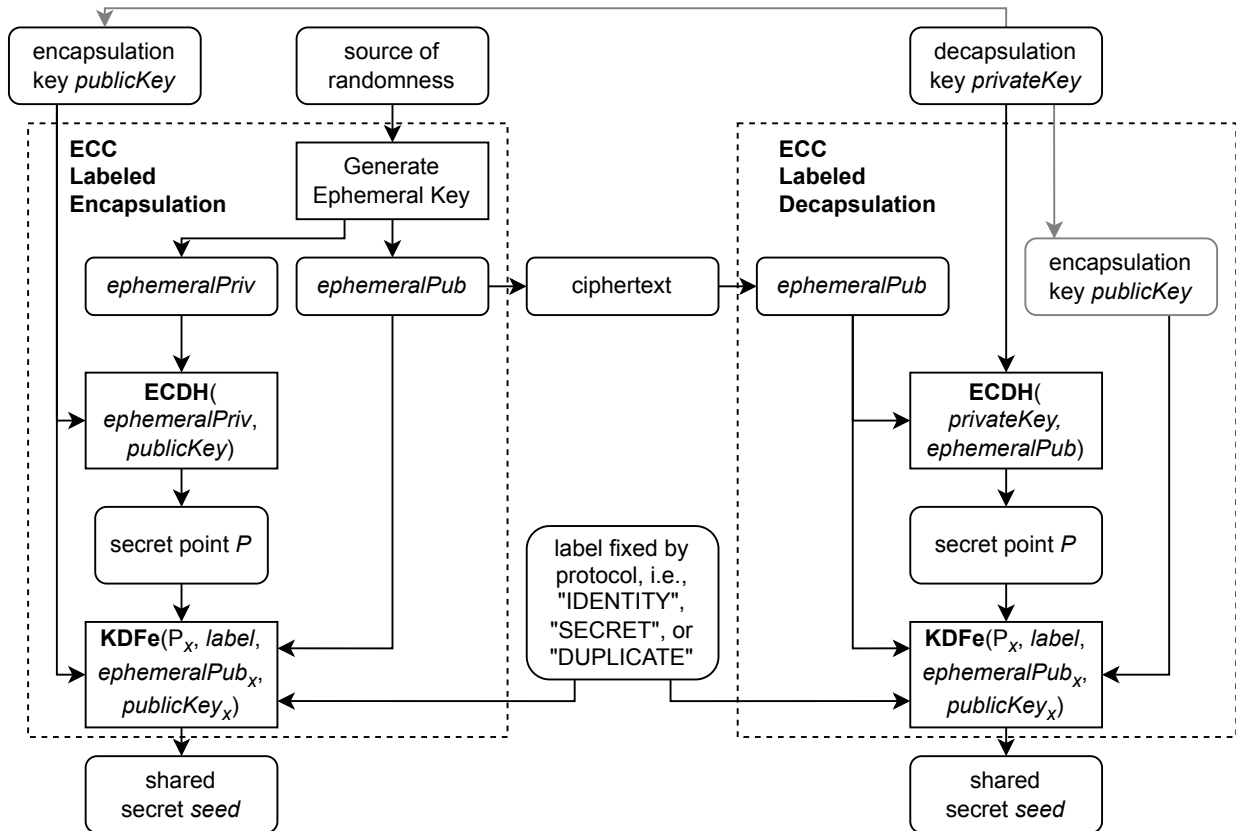 encapsulation
key publicKey
source of
randomness
decapsulation
key privateKey
ECC
Labeled
Encapsulation
Generate
Ephemeral Key
ECC
Labeled
Decapsulation
ephemeralPriv
ephemeralPub
ciphertext
ephemeralPub
encapsulation
key publicKey
ECDH(
ephemeralPriv,
publicKey)
ECDH(
privateKey,
ephemeralPub)
secret point P
label fixed by
protocol, i.e.,
"IDENTITY",
"SECRET", or
"DUPLICATE"
secret point P
KDFe(Px, label,
ephemeralPubx,
publicKeyx)
KDFe(Px, label,
ephemeralPubx,
publicKeyx)
shared
secret seed
shared
secret seed